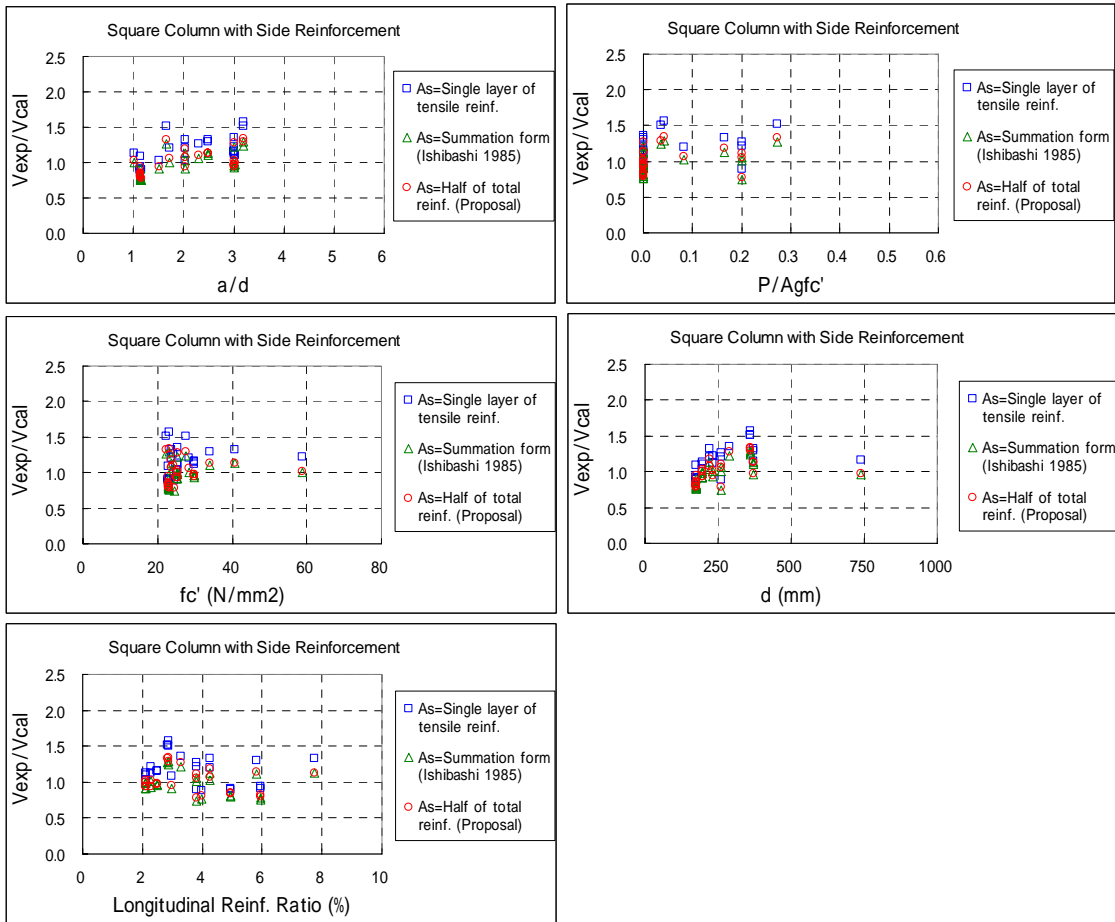 Square Column with Side Reinforcement
2.5
2.0
1.5
1.0
0.5
0.0
0 1 2 3 4 5 6
Vexp/Vcal
a/d
As=Single layer of
tensile reinf.
As=Summation form
(Ishibashi 1985)
As=Half of total
reinf. (Proposal)
Square Column with Side Reinforcement
2.5
2.0
1.5
1.0
0.5
0.0
0.0 0.1 0.2 0.3 0.4 0.5 0.6
Vexp/Vcal
P/Agfc'
As=Single layer of
tensile reinf.
As=Summation form
(Ishibashi 1985)
As=Half of total
reinf. (Proposal)
Square Column with Side Reinforcement
2.5
2.0
1.5
1.0
0.5
0.0
0 20 40 60 80
Vexp/Vcal
fc' (N/mm2)
As=Single layer of
tensile reinf.
As=Summation form
(Ishibashi 1985)
As=Half of total
reinf. (Proposal)
Square Column with Side Reinforcement
2.5
2.0
1.5
1.0
0.5
0.0
0 250 500 750 1000
Vexp/Vcal
d (mm)
As=Single layer of
tensile reinf.
As=Summation form
(Ishibashi 1985)
As=Half of total
reinf. (Proposal)
Square Column with Side Reinforcement
2.5
2.0
1.5
1.0
0.5
0.0
0 2 4 6 8 10
Vexp/Vcal
Longitudinal Reinf. Ratio (%)
As=Single layer of
tensile reinf.
As=Summation form
(Ishibashi 1985)
As=Half of total
reinf. (Proposal)